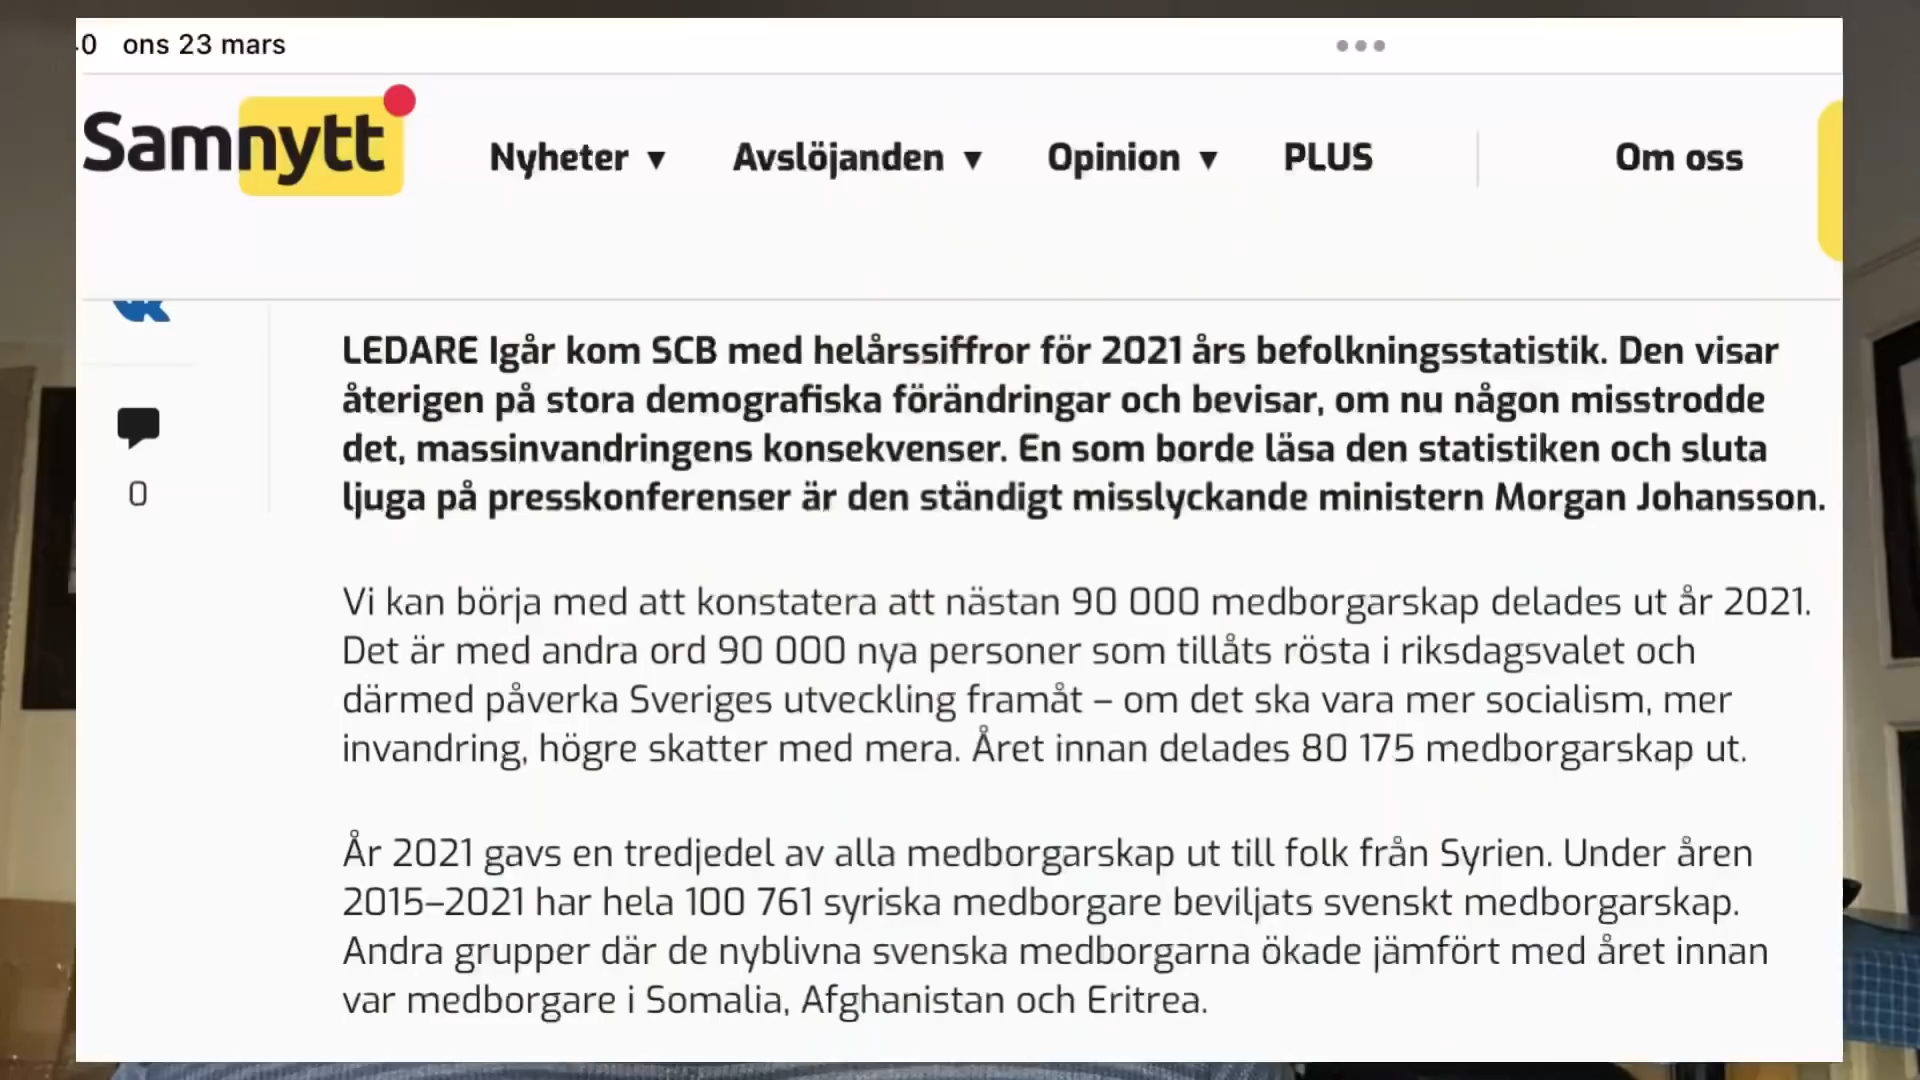 ons 23 mars
Samnytt
Nyheter ▼ Avslöjanden ▼ Opinion ▼ PLUS Om oss
LEDARE Igår kom SCB med helårssiffror för 2021 års befolkningsstatistik. Den visar
återigen på stora demografiska förändringar och bevisar, om nu någon misstrodde
det, massinvandringens konsekvenser. En som borde läsa den statistiken och sluta
ljuga på presskonferenser är den ständigt misslyckande ministern Morgan Johansson.
0
Vi kan börja med att konstatera att nästan 90 000 medborgarskap delades ut år 2021.
Det är med andra ord 90 000 nya personer som tillåts rösta i riksdagsvalet och
därmed påverka Sveriges utveckling framåt – om det ska vara mer socialism, mer
invandring, högre skatter med mera. Året innan delades 80 175 medborgarskap ut.
År 2021 gavs en tredjedel av alla medborgarskap ut till folk från Syrien. Under åren
2015–2021 har hela 100 761 syriska medborgare beviljats svenskt medborgarskap.
Andra grupper där de nyblivna svenska medborgarna ökade jämfört med året innan
var medborgare i Somalia, Afghanistan och Eritrea.